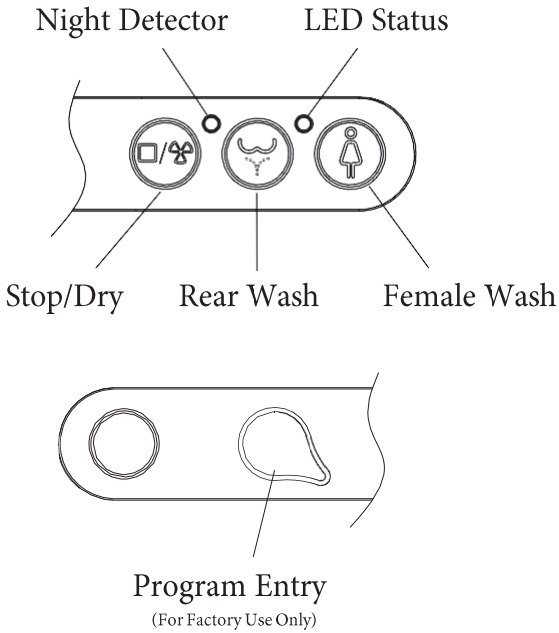 Night Detector LED Status
Stop/Dry Rear Wash Female Wash
Program Entry
(For Factory Use Only)